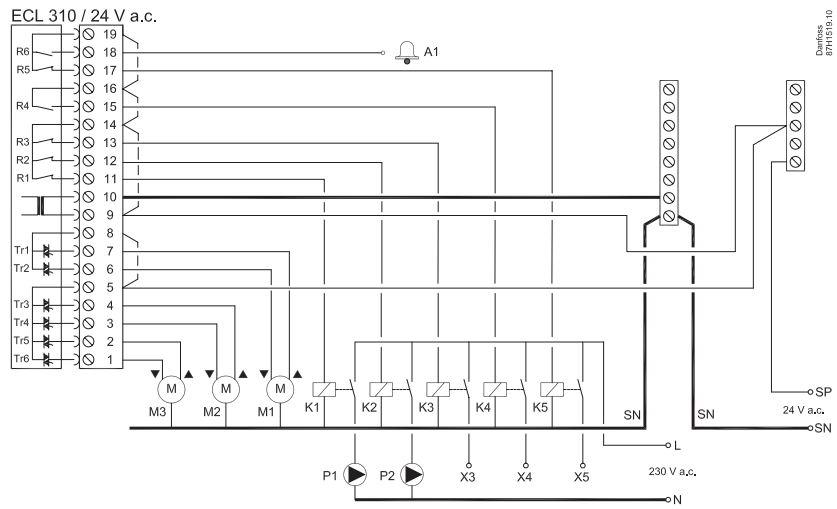 ECL 310 / 24 V a.c.
Danfoss
87H1519.10
19
R6 18 A1
R5 17
16
R4 15
14
R3 13
R2 12
R1 11
10
9
8
Tr1 7
Tr2 6
5
Tr3 4
Tr4 3
Tr5 2
Tr6 1
M M M
M3 M2 M1 K1 K2 K3 K4 K5
SP
24 V a.c.
SN SN SN
L
P1 P2 X3 X4 X5 230 V a.c.
N